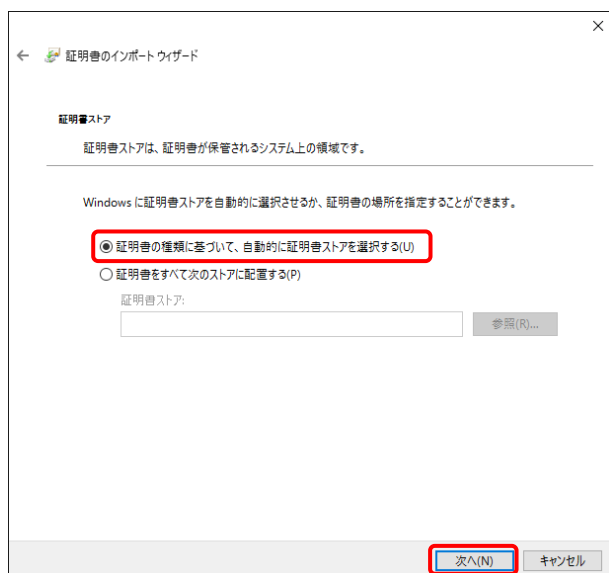 証明書のインポート ウィザード
証明書ストア
証明書ストアは、証明書が保管されるシステム上の領域です。
Windows に証明書ストアを自動的に選択させるか、証明書の場所を指定することができます。
証明書の種類に基づいて、自動的に証明書ストアを選択する(U)
証明書をすべて次のストアに配置する(P)
証明書ストア:
参照(R)...
次へ(N) キャンセル